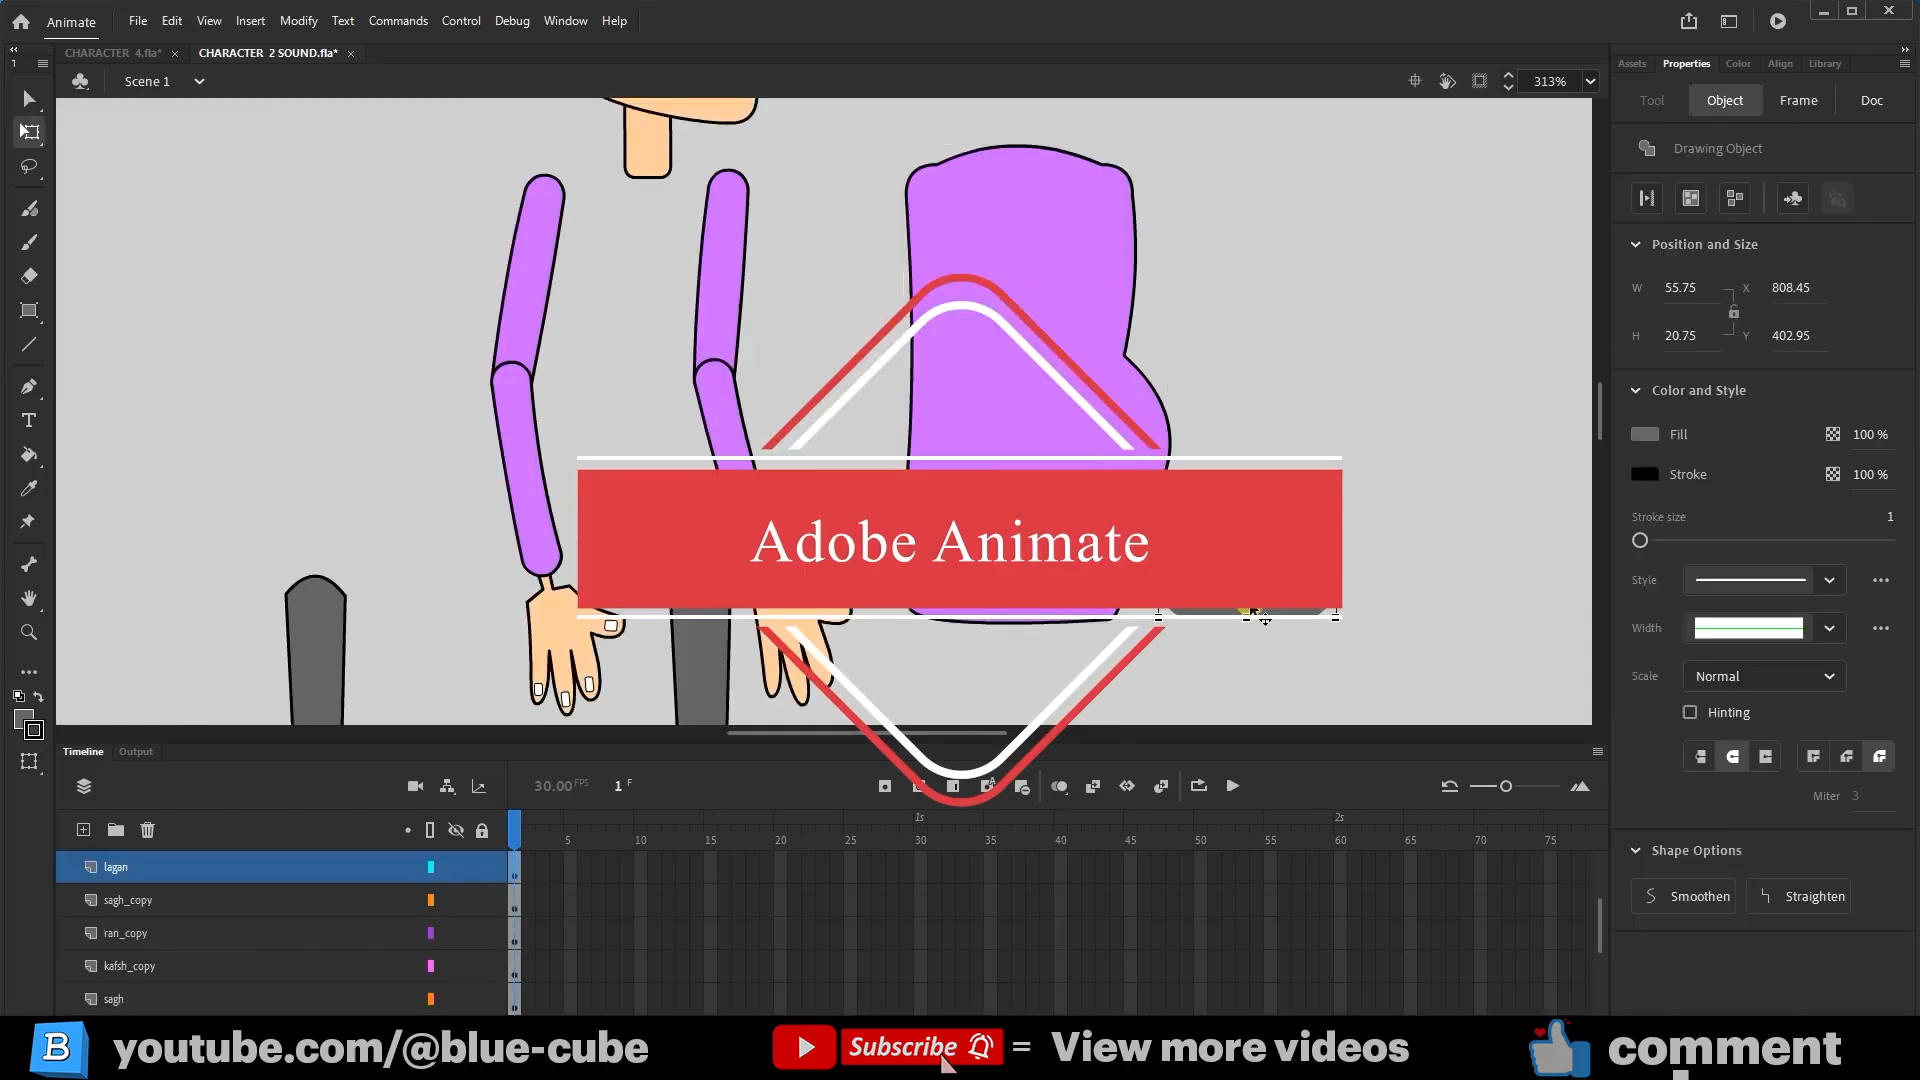 Animate File Edit View Insert Modify Text Commands Control Debug Window Help
CHARACTER 4.fla* CHARACTER 2 SOUND.fla*
Scene 1 313%
Assets Properties Color Align Library
Tool Object Frame Doc
Drawing Object
Position and Size
W 55.75 X 808.45
H 20.75 Y 402.95
Color and Style
Fill 100 %
Stroke 100 %
Stroke size 1
Style
Width
Scale Normal
Hinting
Miter 3
Shape Options
Smoothen Straighten
Adobe Animate
Timeline Output
30.00 FPS 1 F
1s 2s
5 10 15 20 25 30 35 40 45 50 55 60 65 70 75
lagan
sagh_copy
ran_copy
kafsh_copy
sagh
B youtube.com/@blue-cube Subscribe = View more videos comment